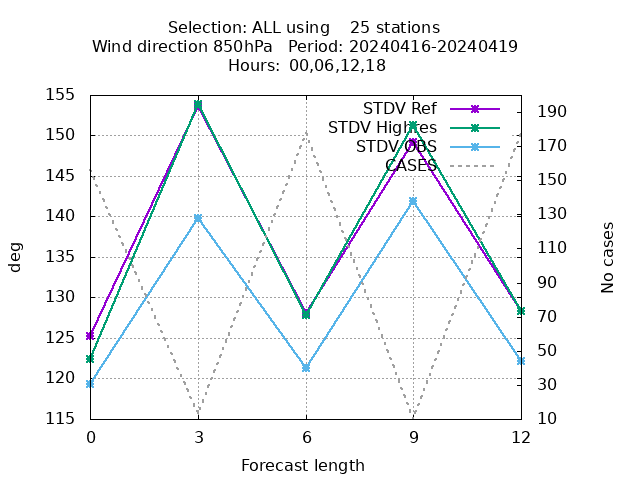 Selection: ALL using    25 stations
Wind direction 850hPa   Period: 20240416-20240419
Hours: 00,06,12,18
STDV Ref
STDV Highres
STDV OBS
CASES
155
150
145
140
135
130
125
120
115
190
170
150
130
110
90
70
50
30
10
deg
No cases
0 3 6 9 12
Forecast length